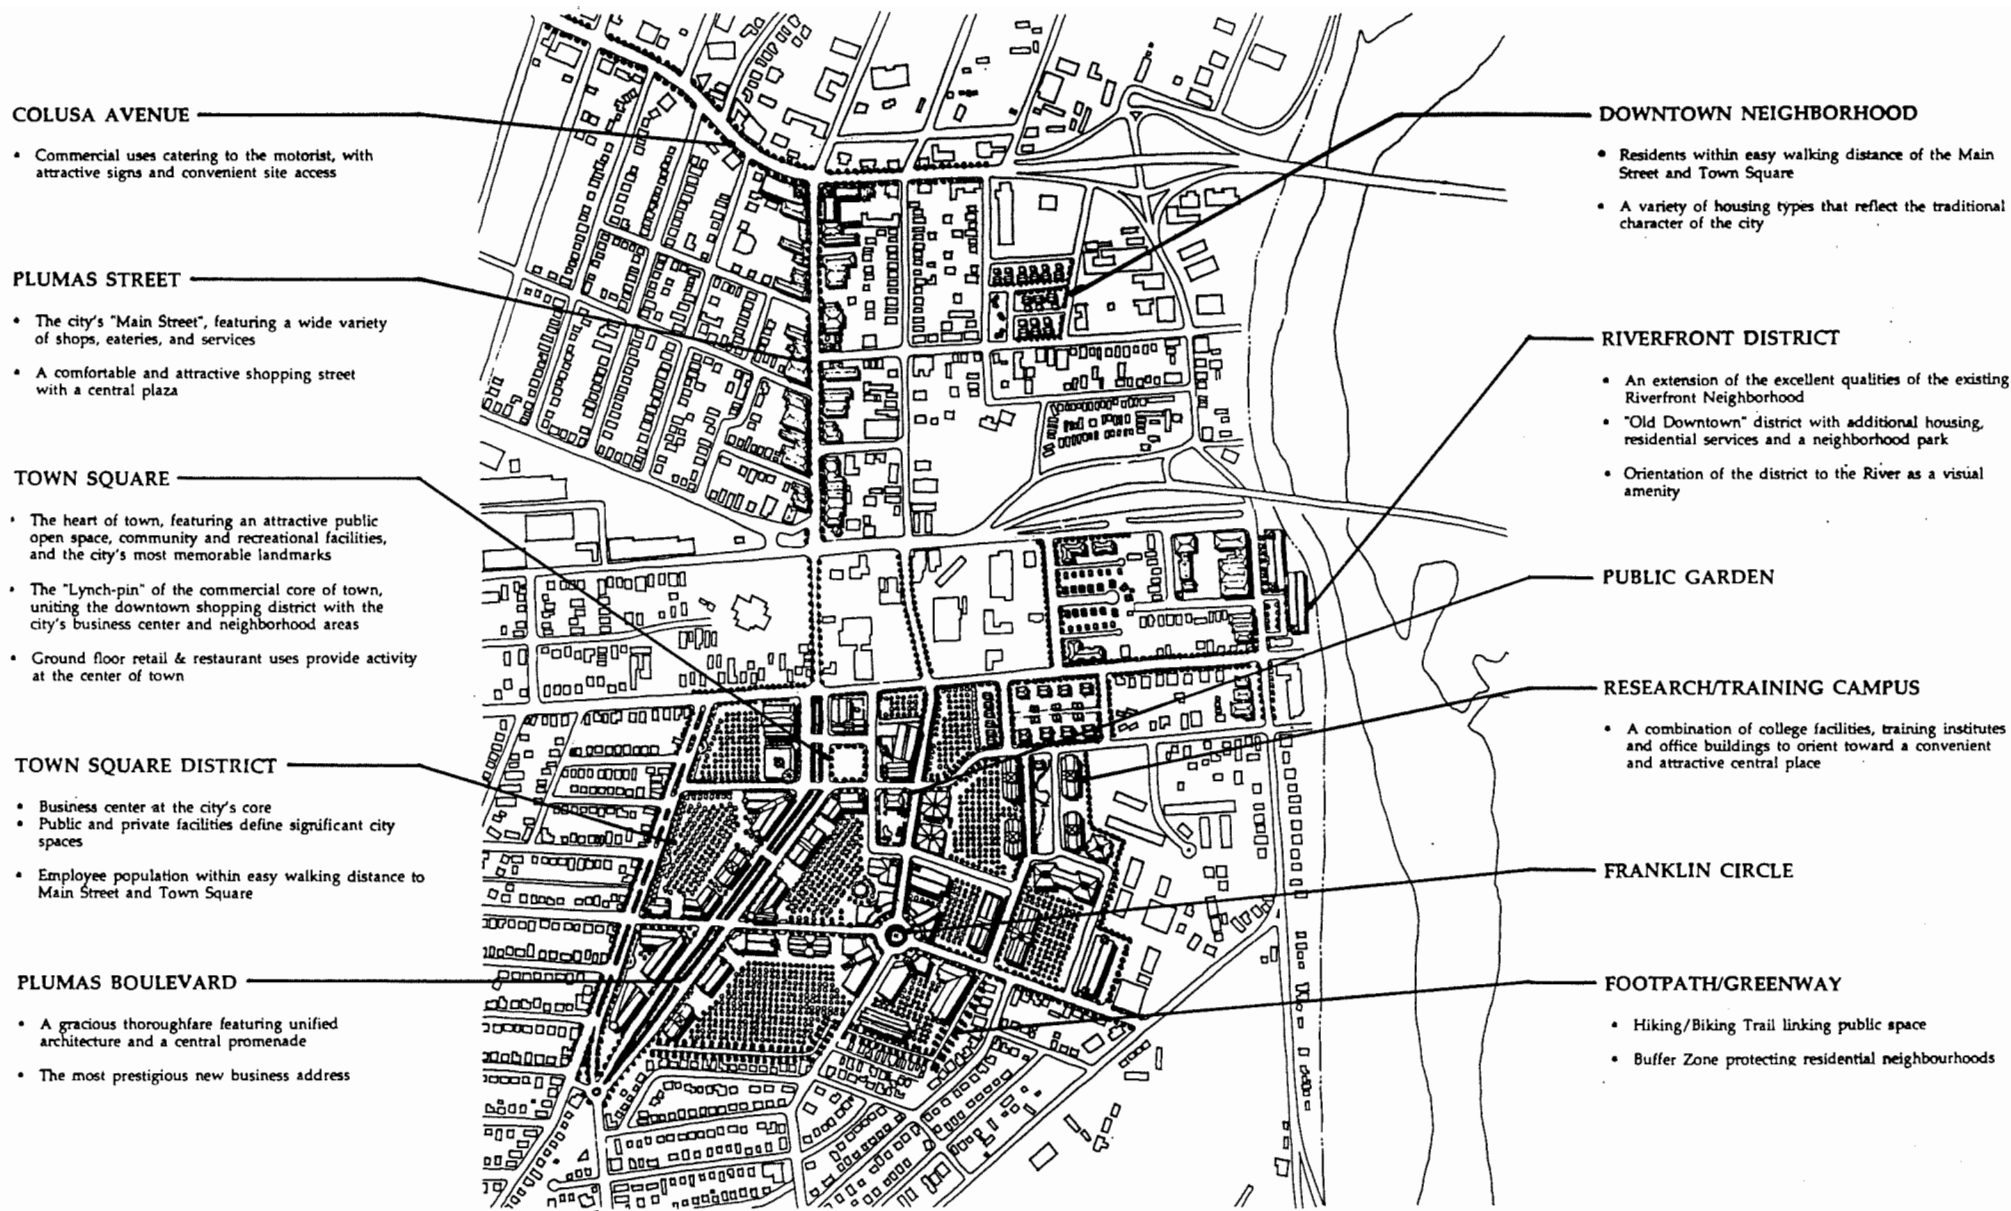 COLUSA AVENUE
• Commercial uses catering to the motorist, with
attractive signs and convenient site access
PLUMAS STREET
• The city's "Main Street", featuring a wide variety
of shops, eateries, and services
• A comfortable and attractive shopping street
with a central plaza
TOWN SQUARE
• The heart of town, featuring an attractive public
open space, community and recreational facilities,
and the city's most memorable landmarks
• The "Lynch-pin" of the commercial core of town,
uniting the downtown shopping district with the
city's business center and neighborhood areas
• Ground floor retail & restaurant uses provide activity
at the center of town
TOWN SQUARE DISTRICT
• Business center at the city's core
• Public and private facilities define significant city
spaces
• Employee population within easy walking distance to
Main Street and Town Square
PLUMAS BOULEVARD
• A gracious thoroughfare featuring unified
architecture and a central promenade
• The most prestigious new business address
DOWNTOWN NEIGHBORHOOD
• Residents within easy walking distance of the Main
Street and Town Square
• A variety of housing types that reflect the traditional
character of the city
RIVERFRONT DISTRICT
• An extension of the excellent qualities of the existing
Riverfront Neighborhood
• "Old Downtown" district with additional housing,
residential services and a neighborhood park
• Orientation of the district to the River as a visual
amenity
PUBLIC GARDEN
RESEARCH/TRAINING CAMPUS
• A combination of college facilities, training institutes
and office buildings to orient toward a convenient
and attractive central place
FRANKLIN CIRCLE
FOOTPATH/GREENWAY
• Hiking/Biking Trail linking public space
• Buffer Zone protecting residential neighbourhoods